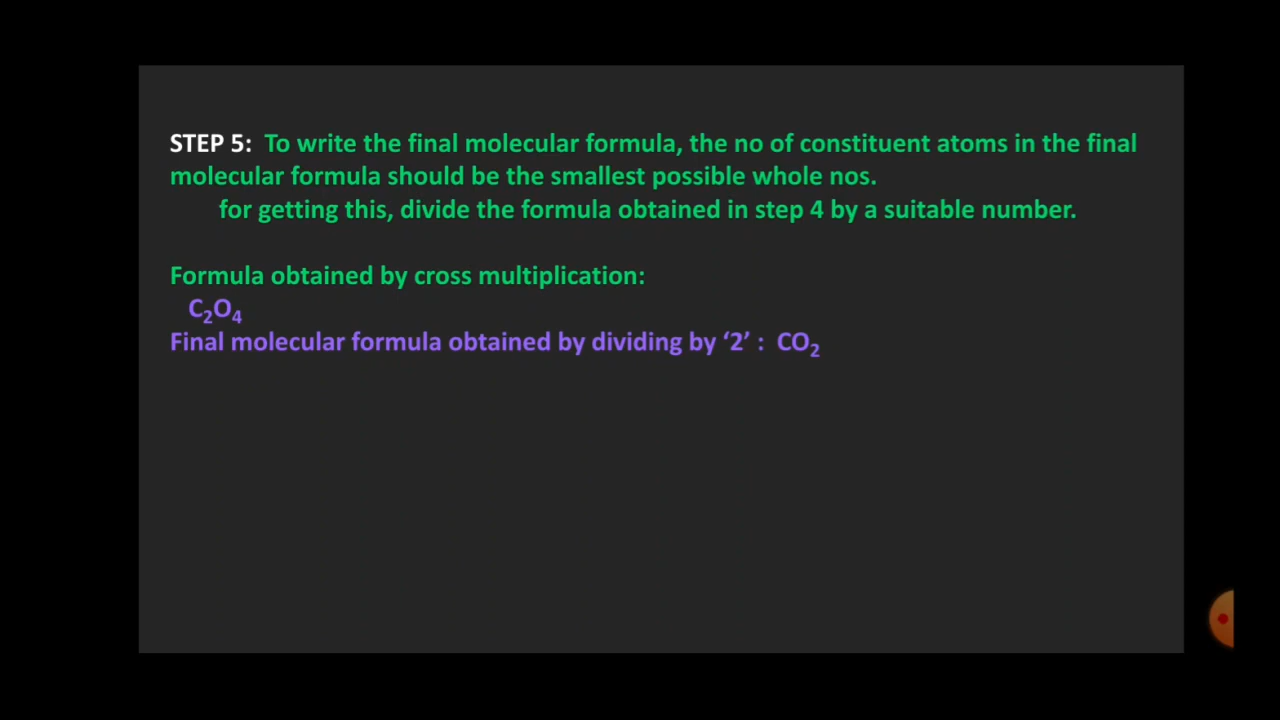 STEP 5: To write the final molecular formula, the no of constituent atoms in the final
molecular formula should be the smallest possible whole nos.
for getting this, divide the formula obtained in step 4 by a suitable number.
Formula obtained by cross multiplication:
C₂O₄
Final molecular formula obtained by dividing by ‘2’ : CO₂